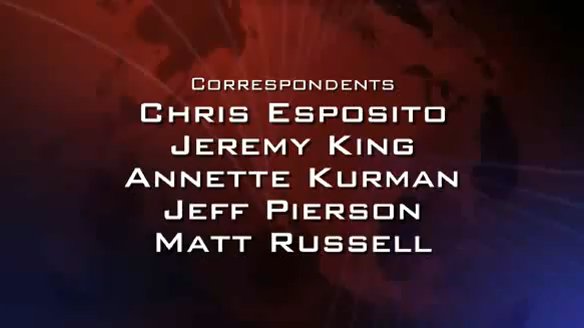 Correspondents
Chris Esposito
Jeremy King
Annette Kurman
Jeff Pierson
Matt Russell